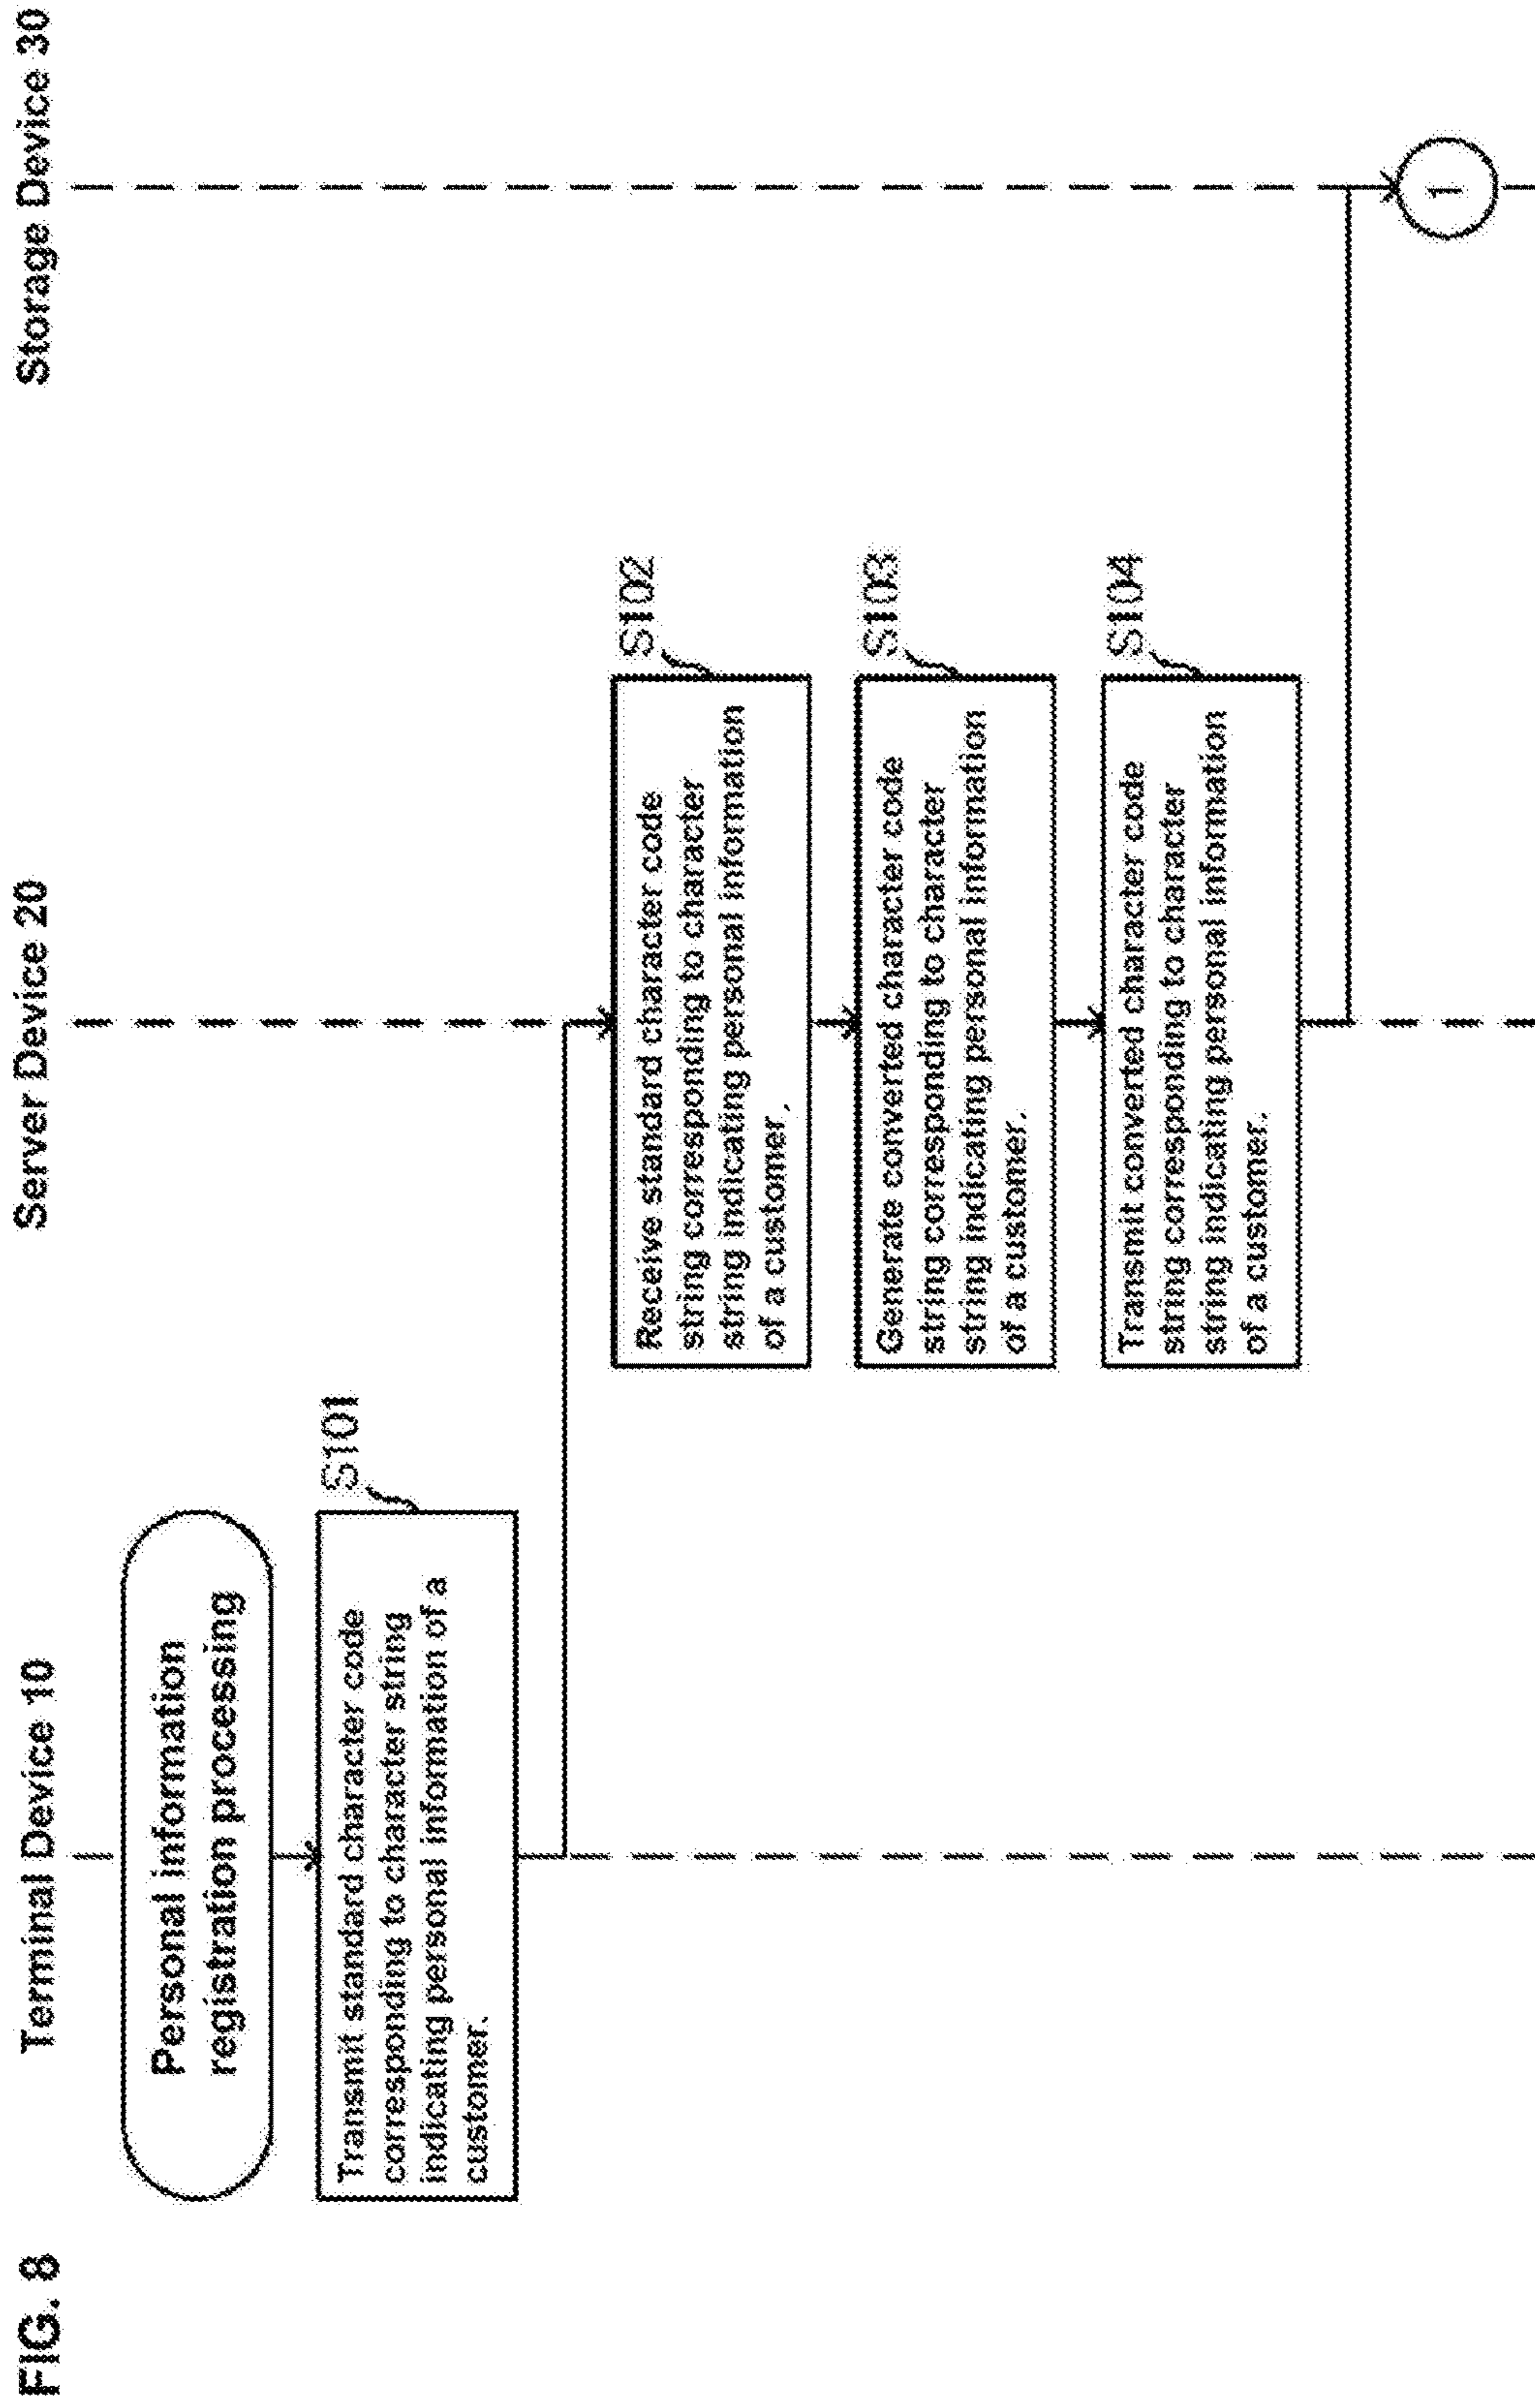 FIG. 8
Terminal Device 10
Server Device 20
Storage Device 30
Personal information
registration processing
S101
Transmit standard character code
corresponding to character string
indicating personal information of a
customer.
S102
Receive standard character code
string corresponding to character
string indicating personal information
of a customer.
S103
Generate converted character code
string corresponding to character
string indicating personal information
of a customer.
S104
Transmit converted character code
string corresponding to character
string indicating personal information
of a customer.
1